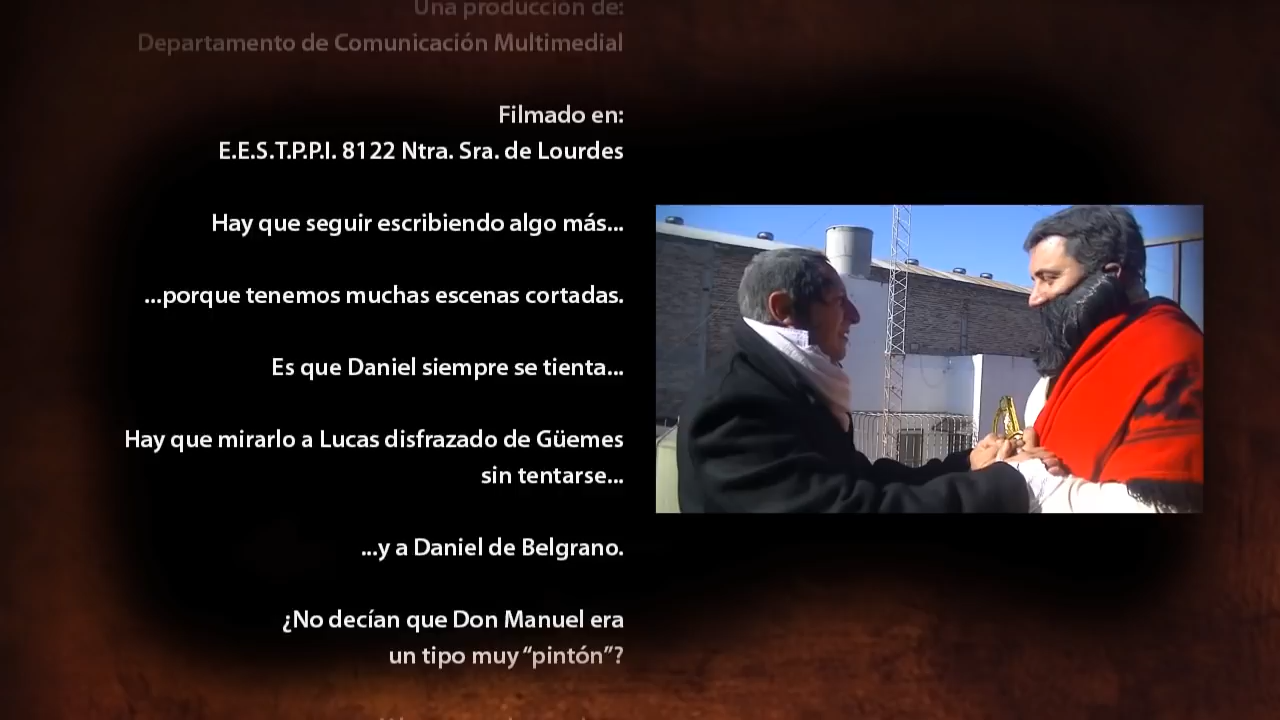 Una producción de:
Departamento de Comunicación Multimedial
Filmado en:
E.E.S.T.P.P.I. 8122 Ntra. Sra. de Lourdes
Hay que seguir escribiendo algo más...
...porque tenemos muchas escenas cortadas.
Es que Daniel siempre se tienta...
Hay que mirarlo a Lucas disfrazado de Güemes
sin tentarse...
...y a Daniel de Belgrano.
¿No decían que Don Manuel era
un tipo muy “pintón”?